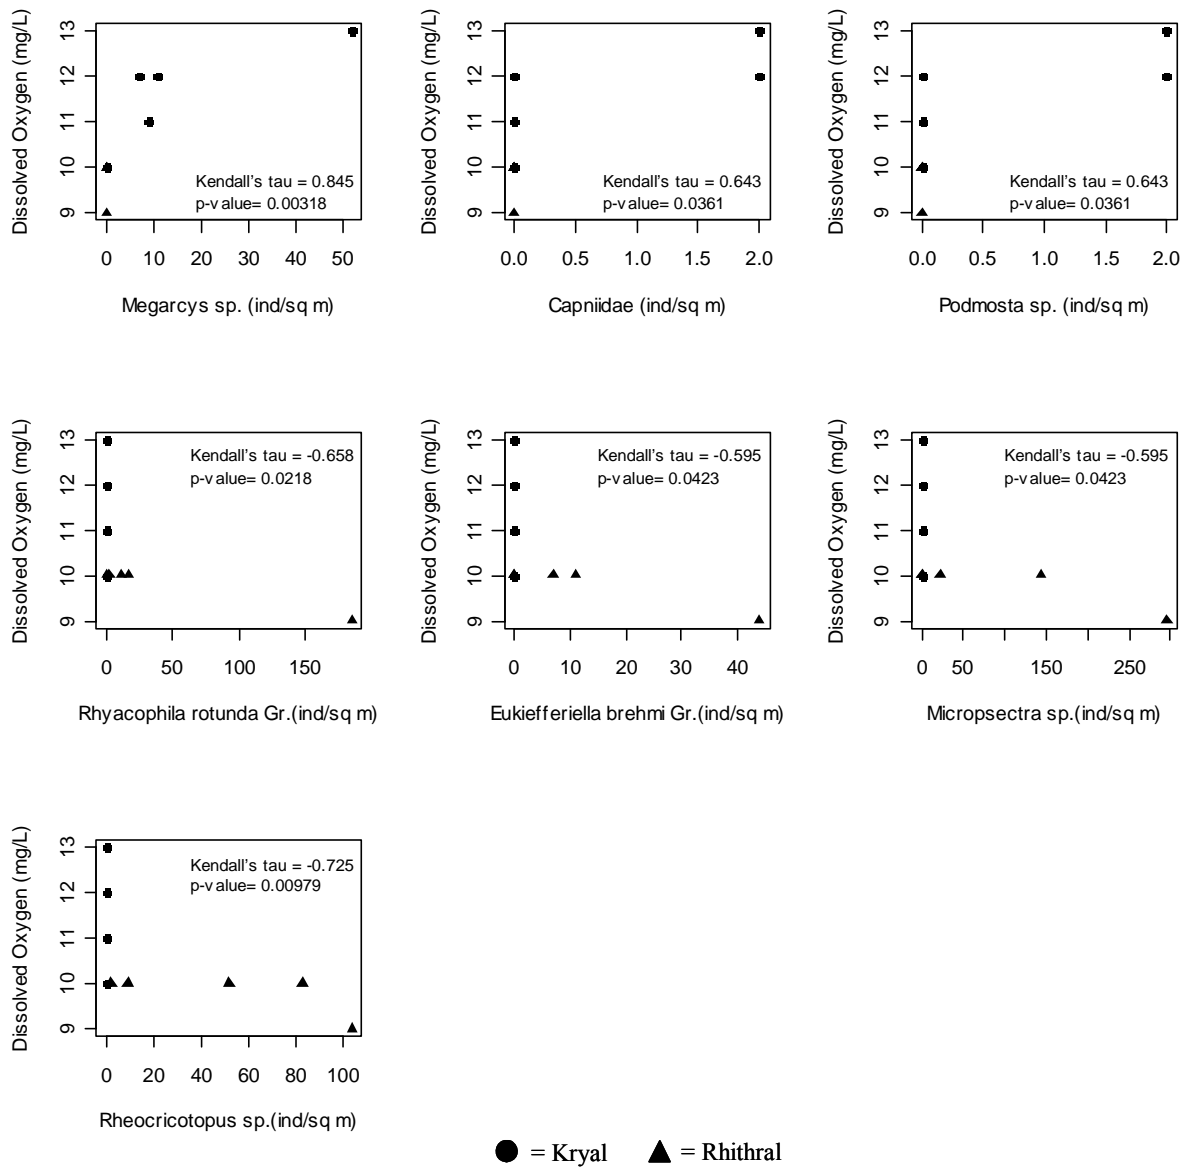 Dissolved Oxygen (mg/L)
13
12
11
10
9
Kendall's tau = 0.845
p-value= 0.00318
0 10 20 30 40 50
Megarcys sp. (ind/sq m)
Dissolved Oxygen (mg/L)
13
12
11
10
9
Kendall's tau = 0.643
p-value= 0.0361
0.0 0.5 1.0 1.5 2.0
Capniidae (ind/sq m)
Dissolved Oxygen (mg/L)
13
12
11
10
9
Kendall's tau = 0.643
p-value= 0.0361
0.0 0.5 1.0 1.5 2.0
Podmosta sp. (ind/sq m)
Dissolved Oxygen (mg/L)
13
12
11
10
9
Kendall's tau = -0.658
p-value= 0.0218
0 50 100 150
Rhyacophila rotunda Gr.(ind/sq m)
Dissolved Oxygen (mg/L)
13
12
11
10
9
Kendall's tau = -0.595
p-value= 0.0423
0 10 20 30 40
Eukiefferiella brehmi Gr.(ind/sq m)
Dissolved Oxygen (mg/L)
13
12
11
10
9
Kendall's tau = -0.595
p-value= 0.0423
0 50 150 250
Micropsectra sp.(ind/sq m)
Dissolved Oxygen (mg/L)
13
12
11
10
9
Kendall's tau = -0.725
p-value= 0.00979
0 20 40 60 80 100
Rheocricotopus sp.(ind/sq m)
= Kryal = Rhithral